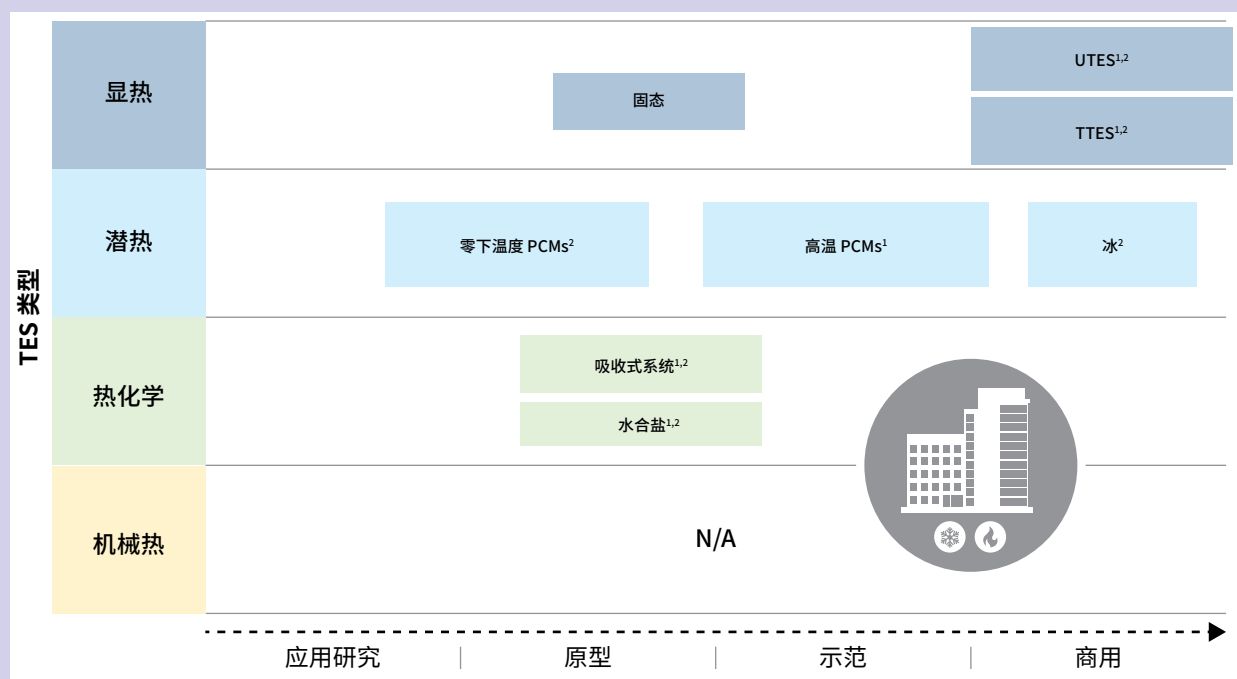 TES 类型
显热
固态
UTES¹,²
TTES¹,²
潜热
零下温度 PCMs²
高温 PCMs¹
冰²
热化学
吸收式系统¹,²
水合盐¹,²
机械热
N/A
应用研究 | 原型 | 示范 | 商用